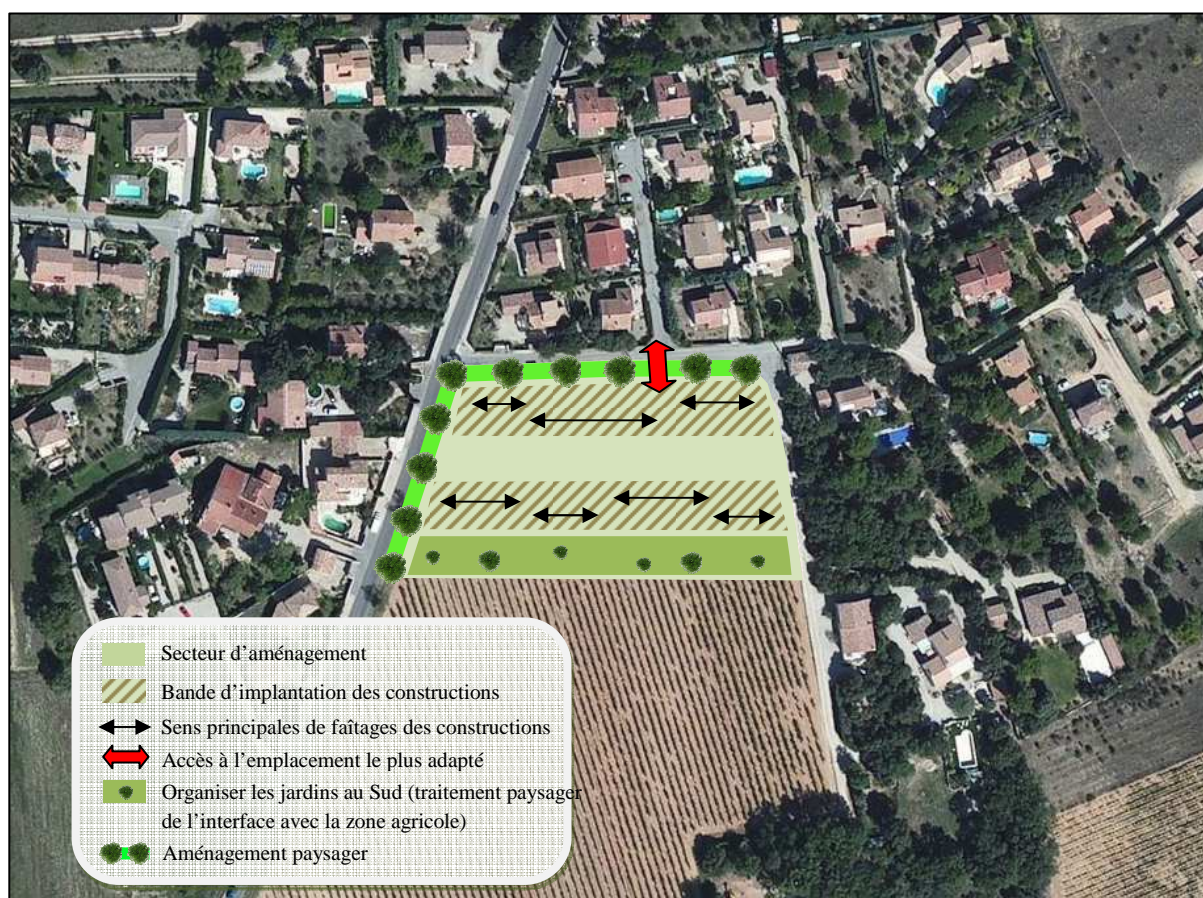 Secteur d’aménagement
Bande d’implantation des constructions
Sens principales de faîtages des constructions
Accès à l’emplacement le plus adapté
Organiser les jardins au Sud (traitement paysager
de l’interface avec la zone agricole)
Aménagement paysager